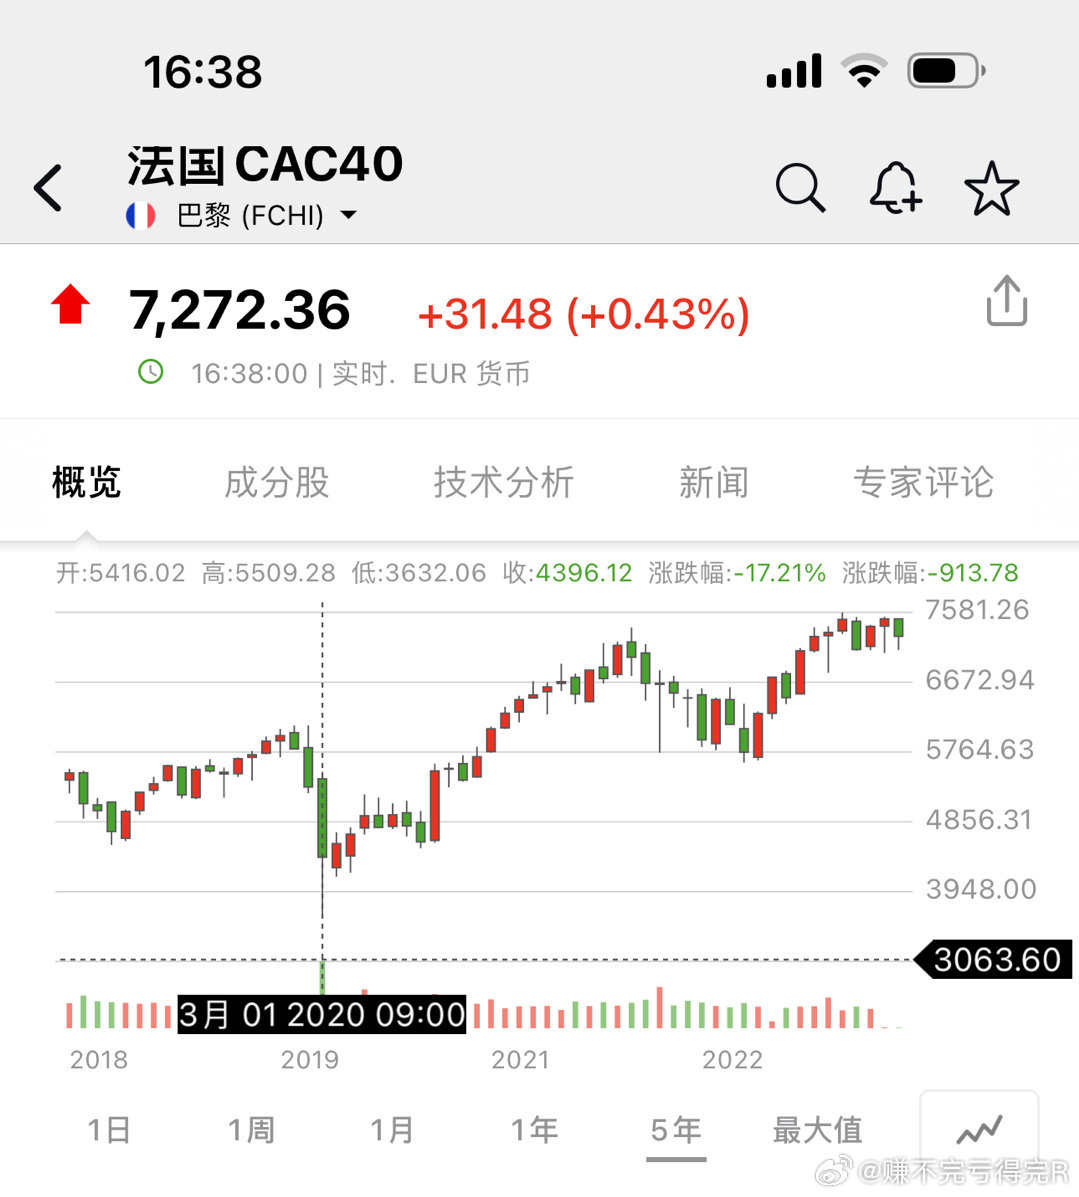 16:38
法国CAC40
巴黎 (FCHI)
7,272.36 +31.48 (+0.43%)
16:38:00 | 实时. EUR 货币
概览 成分股 技术分析 新闻 专家评论
开:5416.02 高:5509.28 低:3632.06 收:4396.12 涨跌幅:-17.21% 涨跌幅:-913.78
7581.26
6672.94
5764.63
4856.31
3948.00
3063.60
3月 01 2020 09:00
2018 2019 2021 2022
1日 1周 1月 1年 5年 最大值
@赚不完亏得完R